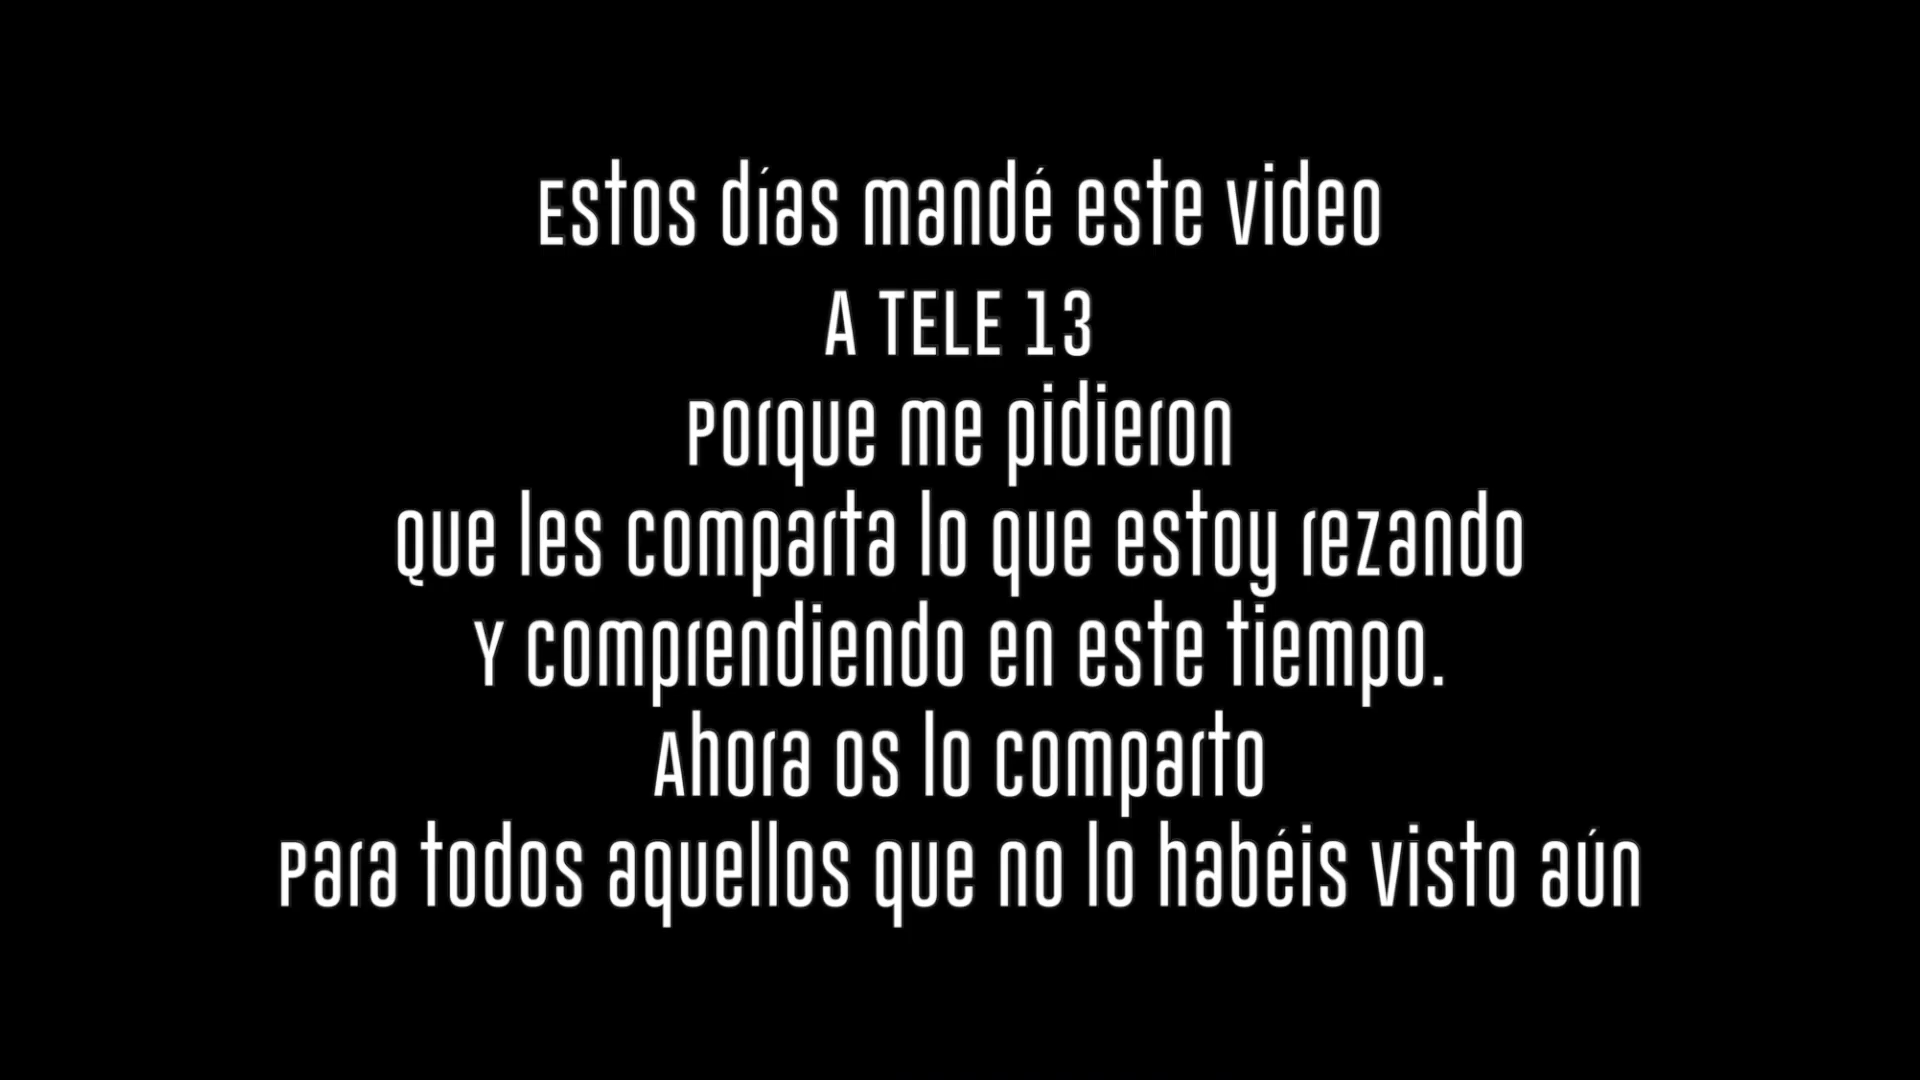 Estos días mandé este video
A TELE 13
Porque me pidieron
Que les comparta lo que estoy rezando
Y comprendiendo en este tiempo.
Ahora os lo comparto
Para todos aquellos que no lo habéis visto aún